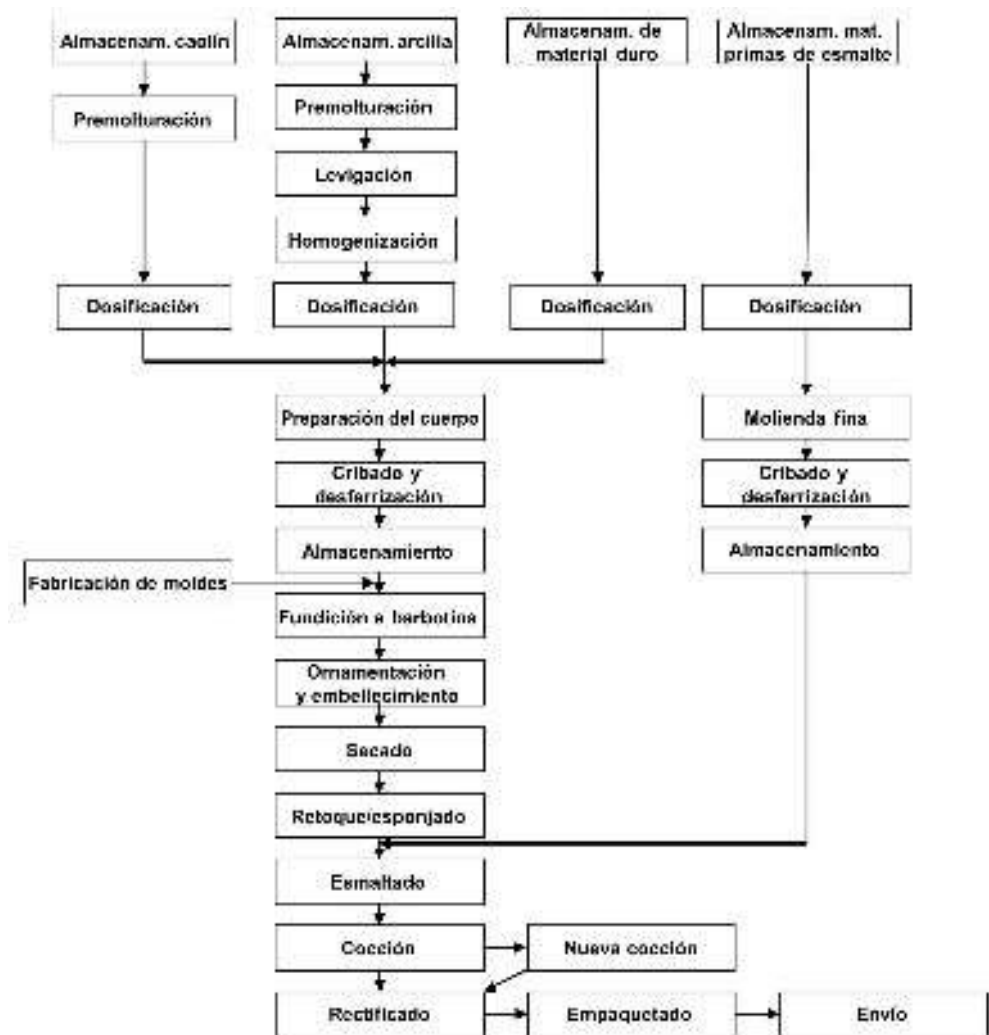 Almacenam. caolín
Almacenam. arcilla
Almacenam. de
material duro
Almacenam. mat.
primas de esmalte
Premolturación
Premolturación
Levigación
Homogenización
Dosificación
Dosificación
Dosificación
Dosificación
Preparación del cuerpo
Molienda fina
Cribado y
desferrización
Cribado y
desferrización
Almacenamiento
Almacenamiento
Fabricación de moldes
Fundición a barbotina
Ornamentación
y embellecimiento
Secado
Retoque/esponjado
Esmaltado
Cocción
Nueva cocción
Rectificado
Empaquetado
Envío